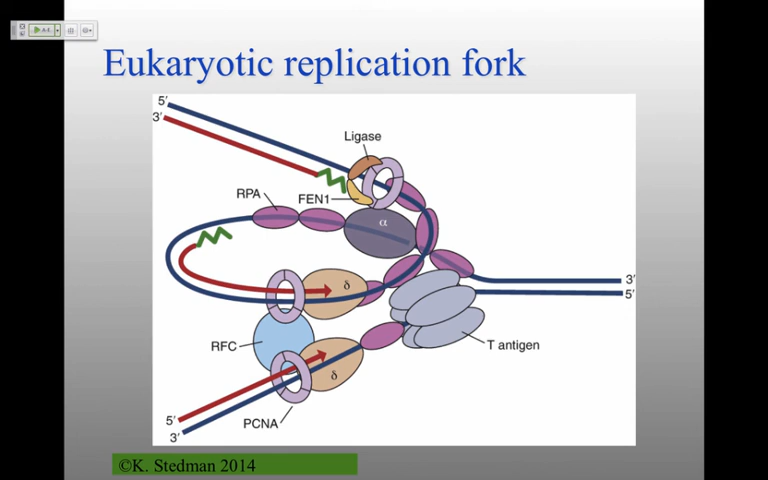 Eukaryotic replication fork
5′
3′
Ligase
RPA
FEN1
α
δ
3′
5′
RFC
T antigen
δ
5′
3′
PCNA
©K. Stedman 2014